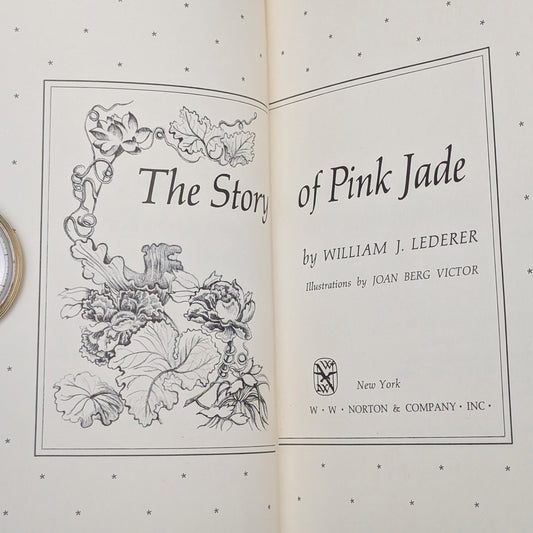 The Story of Pink Jade
by WILLIAM J. LEDERER
Illustrations by JOAN BERG VICTOR
New York
W · W · NORTON & COMPANY · INC ·